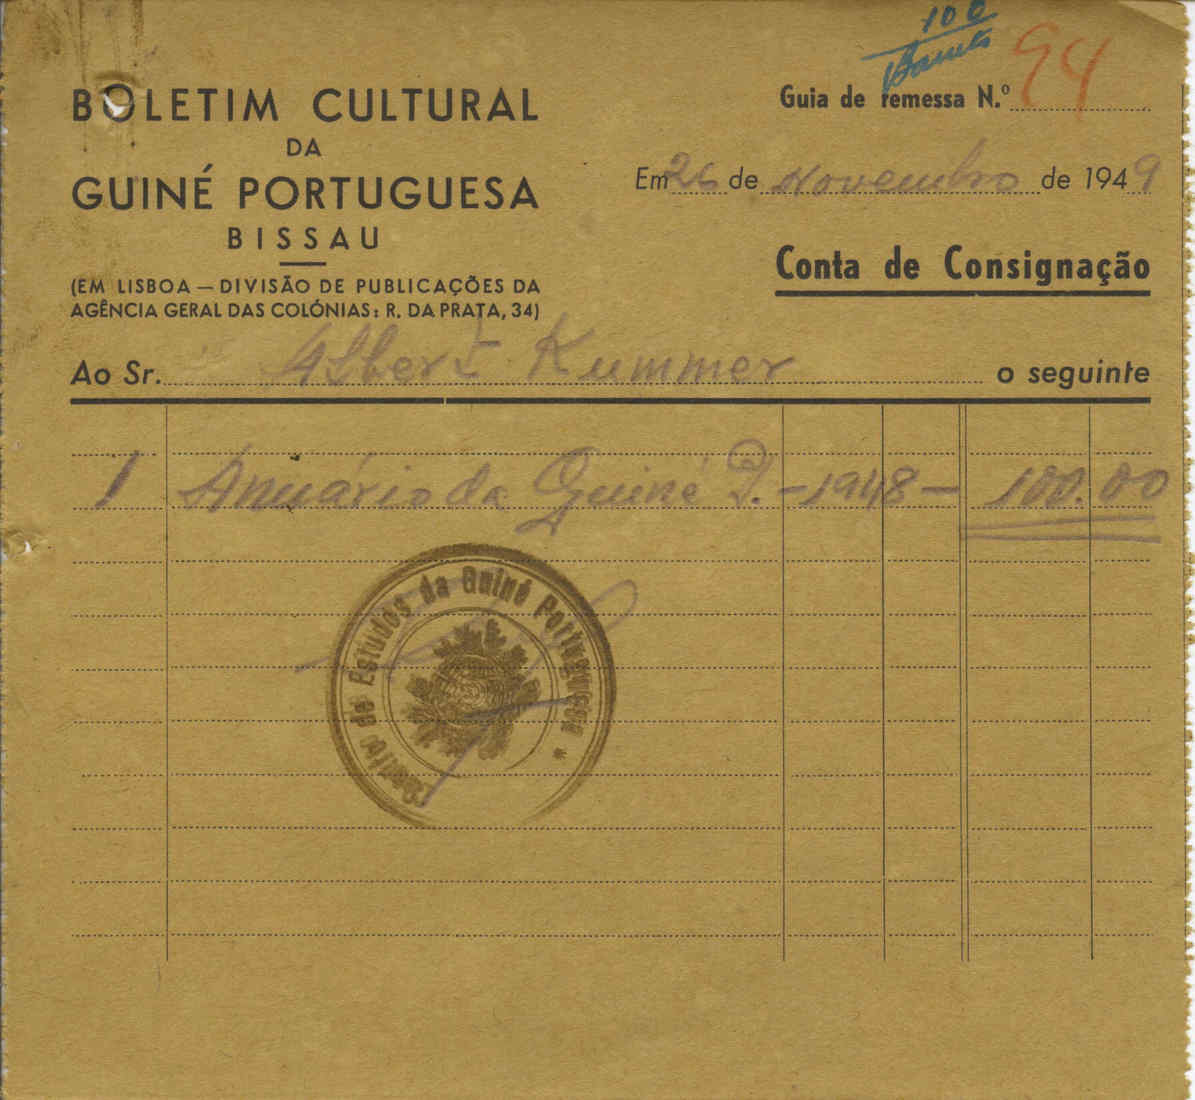 100
94
BOLETIM CULTURAL
DA
GUINÉ PORTUGUESA
BISSAU
(EM LISBOA — DIVISÃO DE PUBLICAÇÕES DA
AGÊNCIA GERAL DAS COLÓNIAS: R. DA PRATA, 34)
Guia de remessa N.º
Em 26 de Novembro de 1949
Conta de Consignação
Ao Sr. Albert Kummer o seguinte
1 Anuário da Guiné P. - 1948 - 100.00
de Estudos da Guiné Portuguesa *